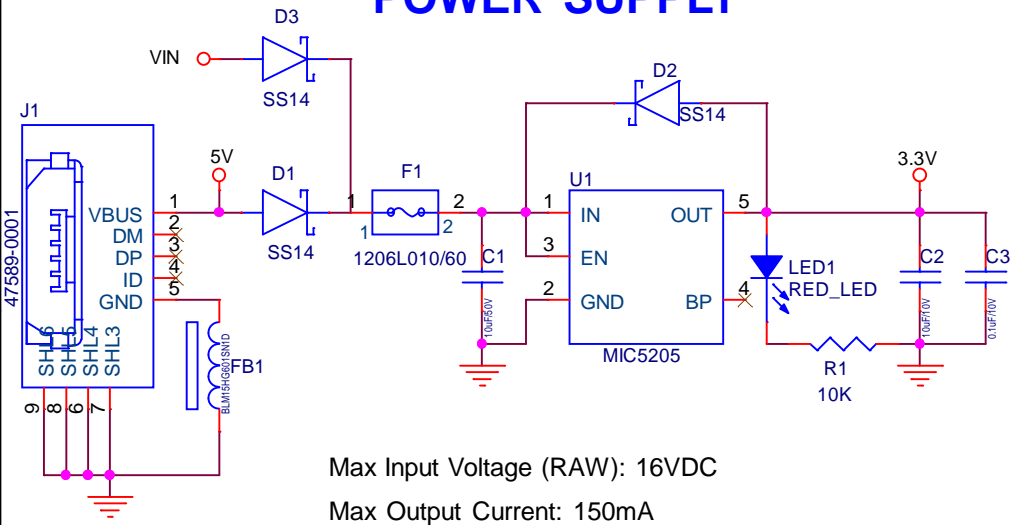 POWER SUPPLY
D3
VIN
SS14
D2
SS14
J1
47589-0001
VBUS
DM
DP
ID
GND
1
2
3
4
5
SHL6
SHL5
SHL4
SHL3
9
8
6
7
5V
D1
SS14
F1
1
2
1
2
1206L010/60
C1
10uF/50V
U1
IN
EN
GND
OUT
BP
1
3
2
5
4
MIC5205
LED1
RED_LED
R1
10K
3.3V
C2
10uF/10V
C3
0.1uF/10V
FB1
BLM15HG601SN1D
Max Input Voltage (RAW): 16VDC
Max Output Current: 150mA